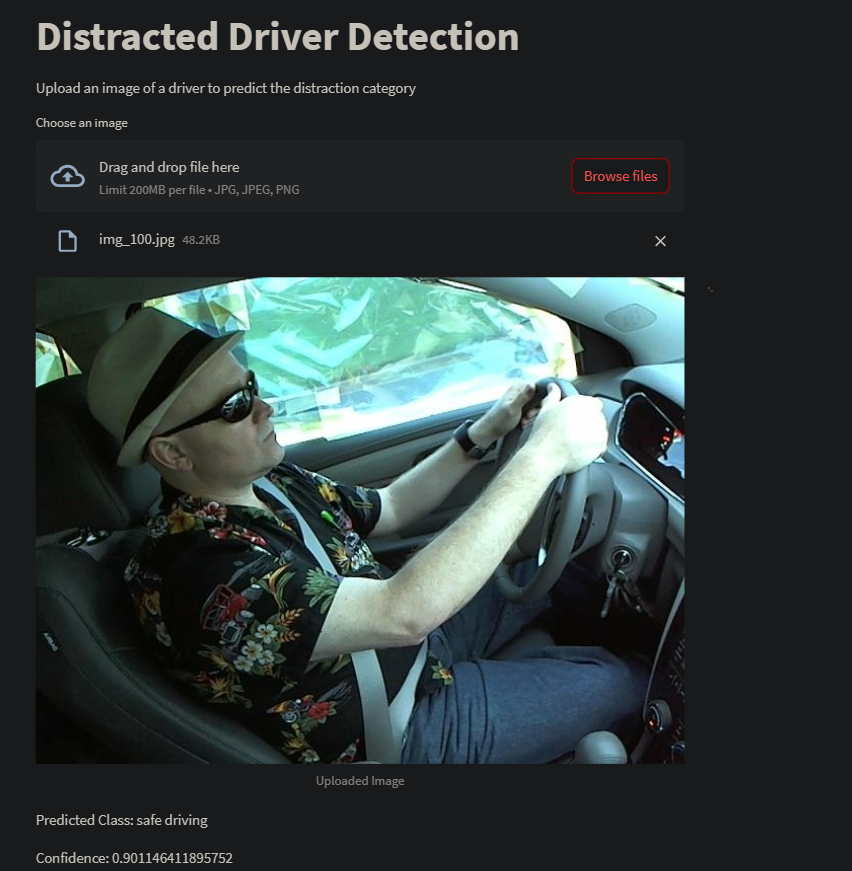 Distracted Driver Detection
Upload an image of a driver to predict the distraction category
Choose an image
Drag and drop file here
Limit 200MB per file • JPG, JPEG, PNG
Browse files
img_100.jpg 48.2KB
AIRBAG
Uploaded Image
Predicted Class: safe driving
Confidence: 0.901146411895752